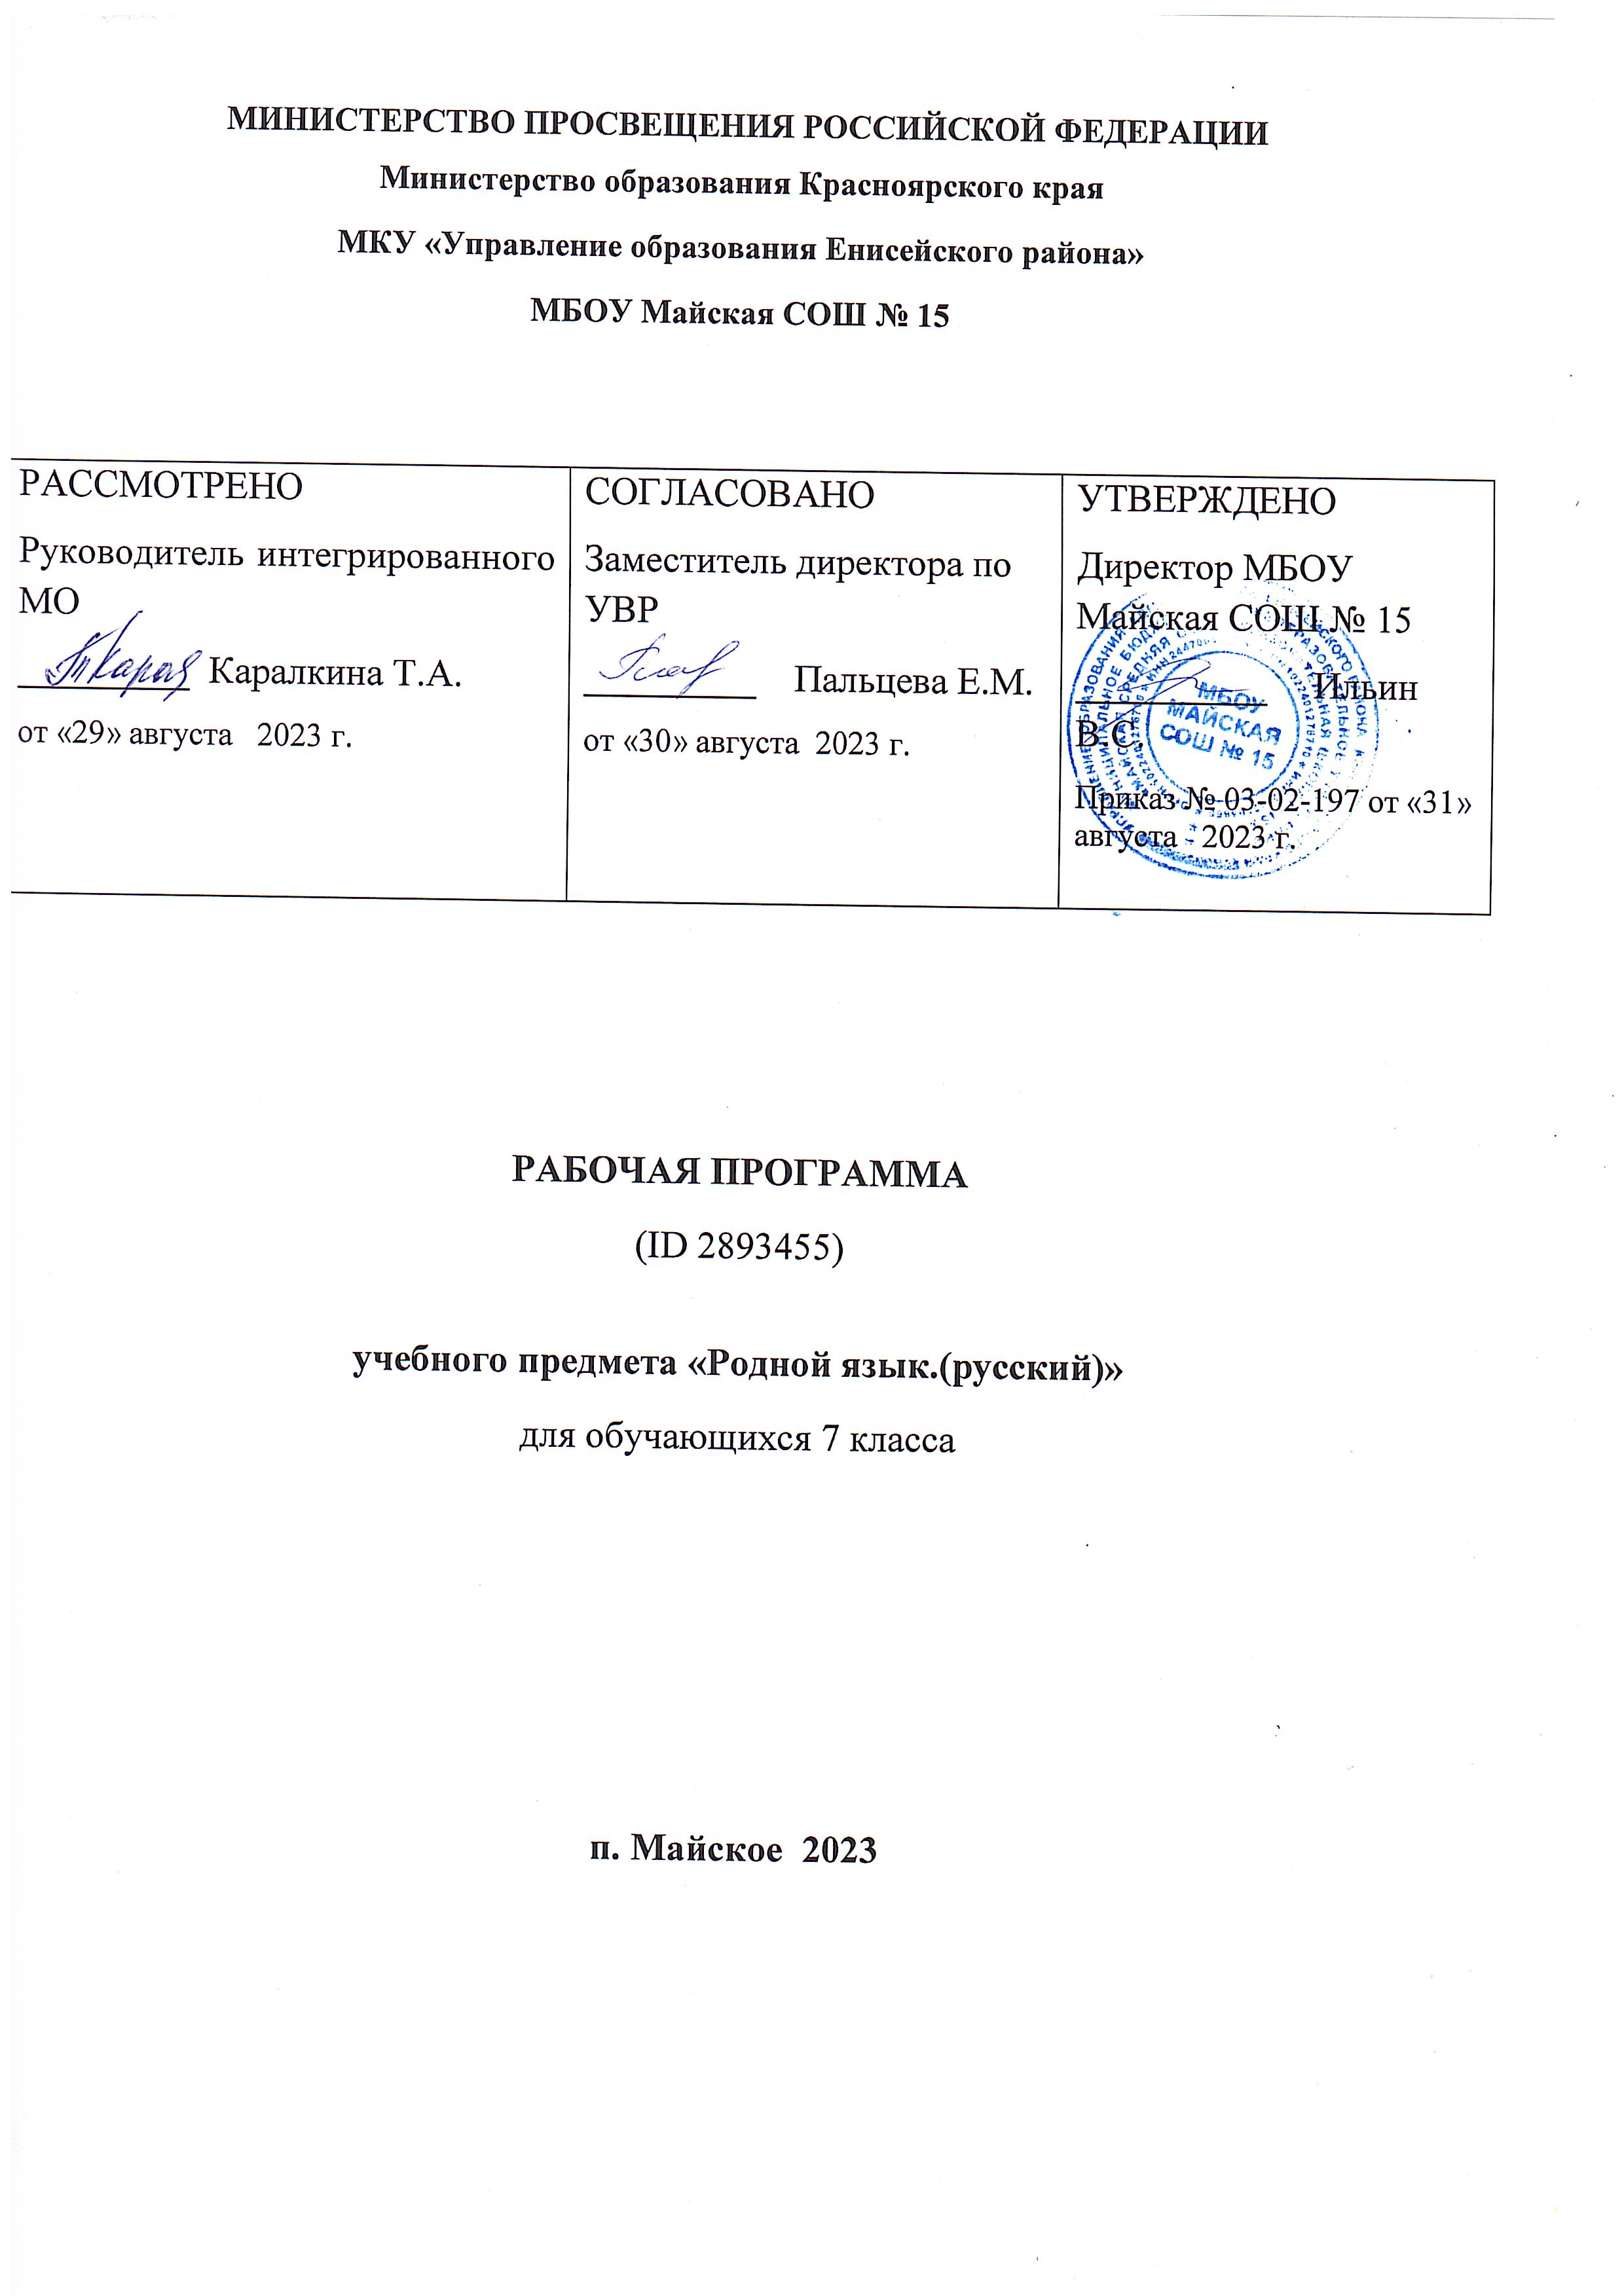 МИНИСТЕРСТВО ПРОСВЕЩЕНИЯ РОССИЙСКОЙ ФЕДЕРАЦИИ
Министерство образования Красноярского края
МКУ «Управление образования Енисейского района»
МБОУ Майская СОШ № 15
РАССМОТРЕНО
Руководитель интегрированного
МО
Каралкина Т.А.
от «29» августа 2023 г.
СОГЛАСОВАНО
Заместитель директора по
УВР
Пальцева Е.М.
от «30» августа 2023 г.
УТВЕРЖДЕНО
Директор МБОУ
Майская СОШ № 15
Ильин
В.С.
Приказ № 03-02-197 от «31»
августа 2023 г.
МБОУ
МАЙСКАЯ
СОШ № 15
РАБОЧАЯ ПРОГРАММА
(ID 2893455)
учебного предмета «Родной язык.(русский)»
для обучающихся 7 класса
п. Майское 2023